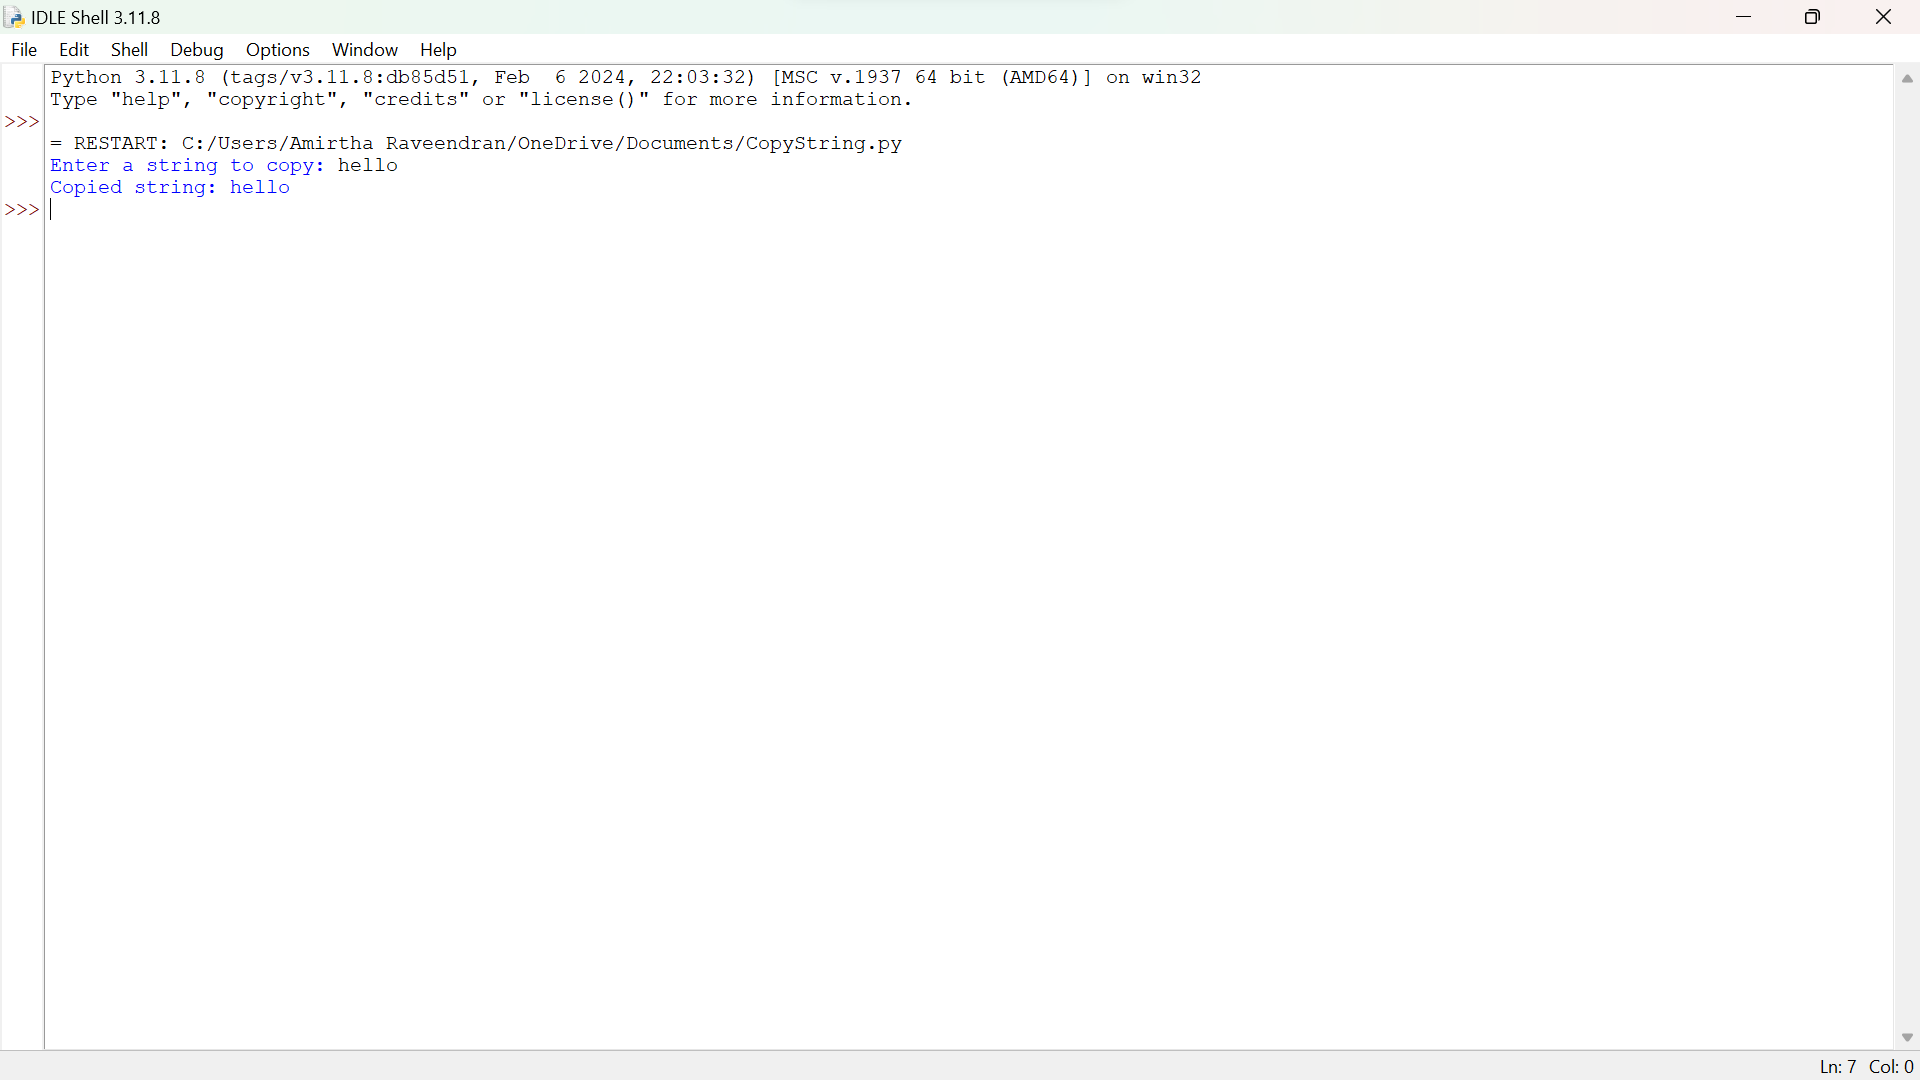 IDLE Shell 3.11.8
File Edit Shell Debug Options Window Help
Python 3.11.8 (tags/v3.11.8:db85d51, Feb  6 2024, 22:03:32) [MSC v.1937 64 bit (AMD64)] on win32
Type "help", "copyright", "credits" or "license()" for more information.
>>>
= RESTART: C:/Users/Amirtha Raveendran/OneDrive/Documents/CopyString.py
Enter a string to copy: hello
Copied string: hello
>>>
Ln: 7 Col: 0